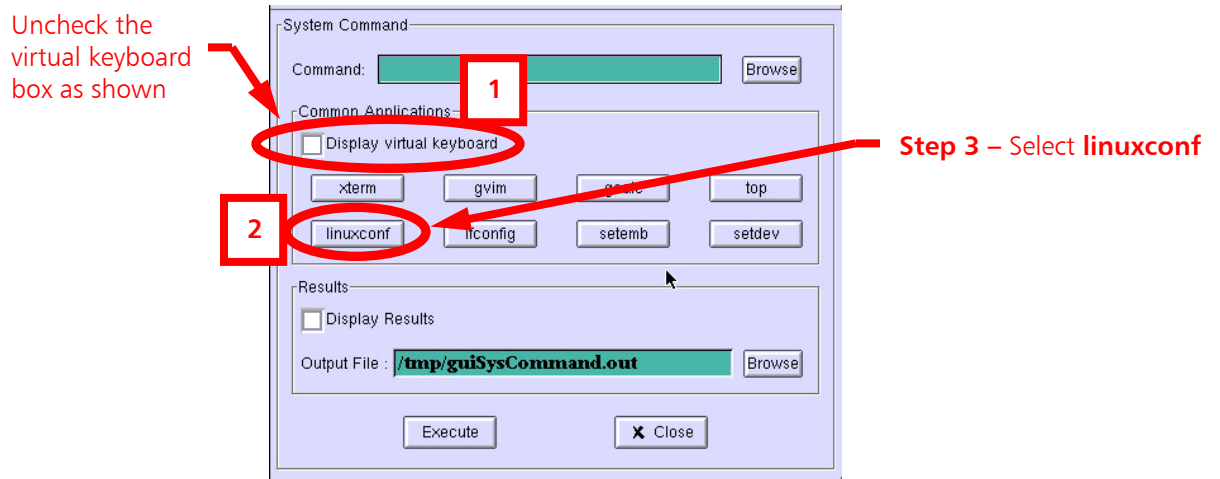 Uncheck the
virtual keyboard
box as shown
System Command
Command:
Browse
1
Common Applications
Display virtual keyboard
Step 3 – Select linuxconf
xterm
gvim
top
2
linuxconf
ifconfig
setemb
setdev
Results
Display Results
Output File : /tmp/guiSysCommand.out
Browse
Execute
X Close